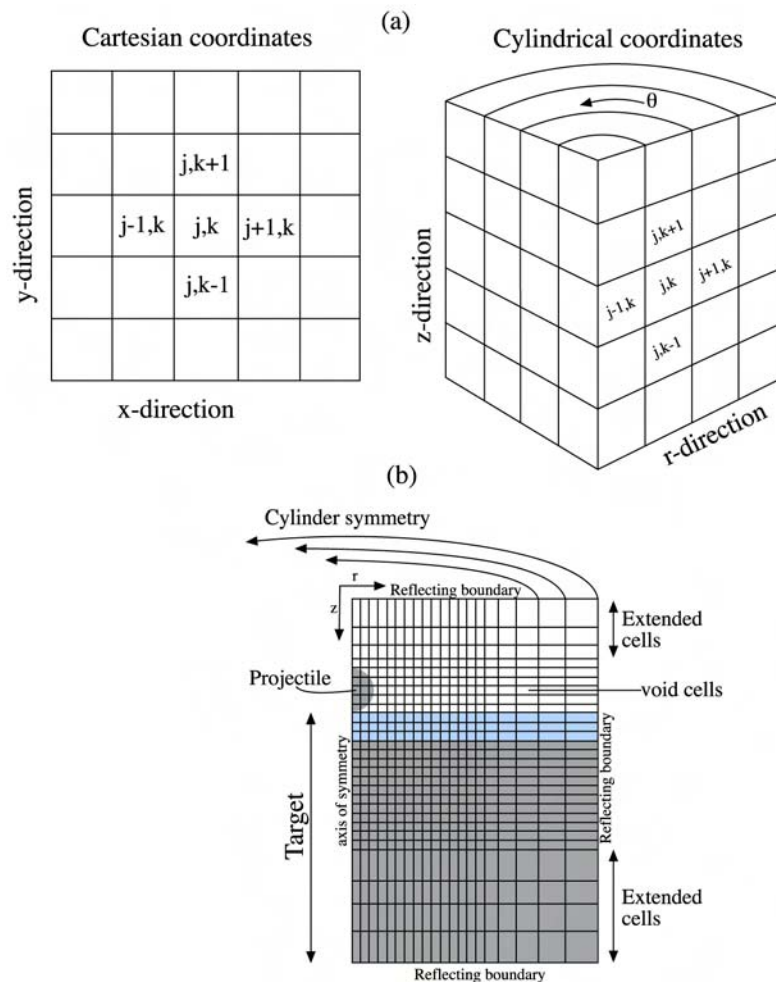 (a)
Cartesian coordinates
Cylindrical coordinates
θ
j,k+1
j-1,k
j,k
j+1,k
j,k-1
y-direction
x-direction
j,k+1
j-1,k
j,k
j+1,k
j,k-1
z-direction
r-direction
(b)
Cylinder symmetry
r
z
Reflecting boundary
Extended
cells
Projectile
void cells
Target
axis of symmetry
Reflecting boundary
Extended
cells
Reflecting boundary